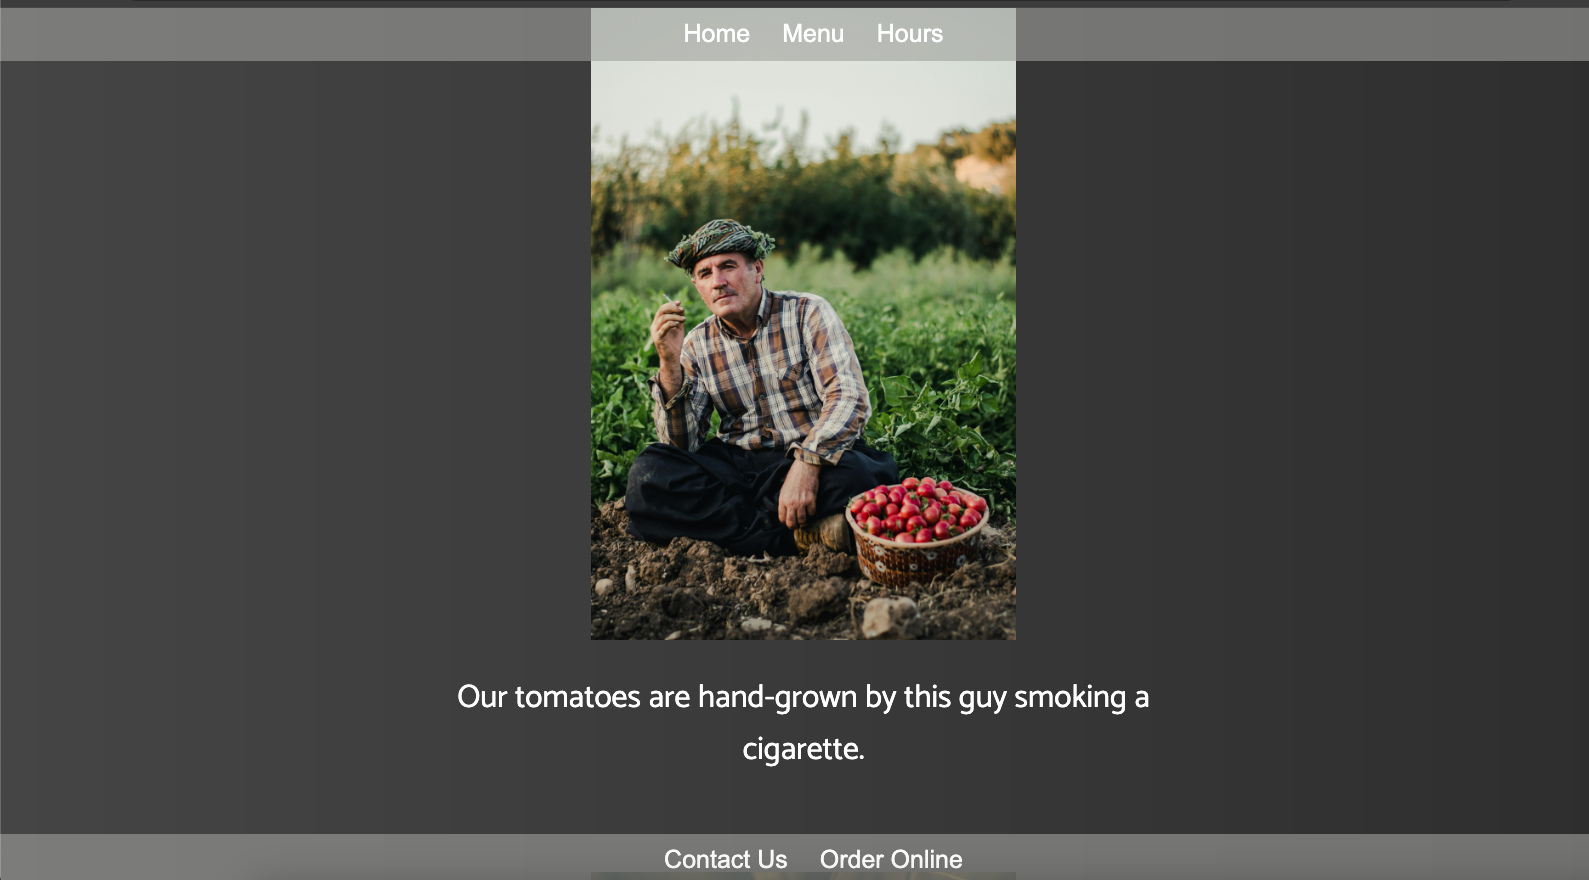 Home Menu Hours
Our tomatoes are hand-grown by this guy smoking a
cigarette.
Contact Us Order Online